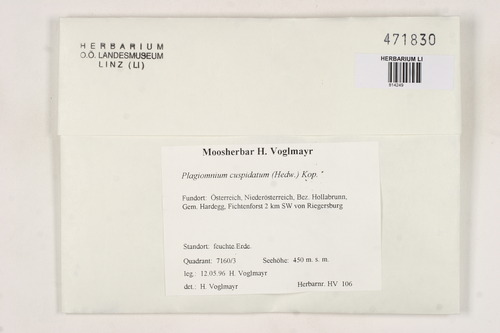 HERBARIUM
O.Ö. LANDESMUSEUM
LINZ (LI)
471830
HERBARIUM LI
614249
Moosherbar H. Voglmayr
Plagiomnium cuspidatum (Hedw.) Kop.
Fundort: Österreich, Niederösterreich, Bez. Hollabrunn,
Gem. Hardegg, Fichtenforst 2 km SW von Riegersburg
Standort: feuchte Erde
Quadrant: 7160/3 Seehöhe: 450 m. s. m.
leg.: 12.05.96 H. Voglmayr
det.: H. Voglmayr Herbarnr. HV 106